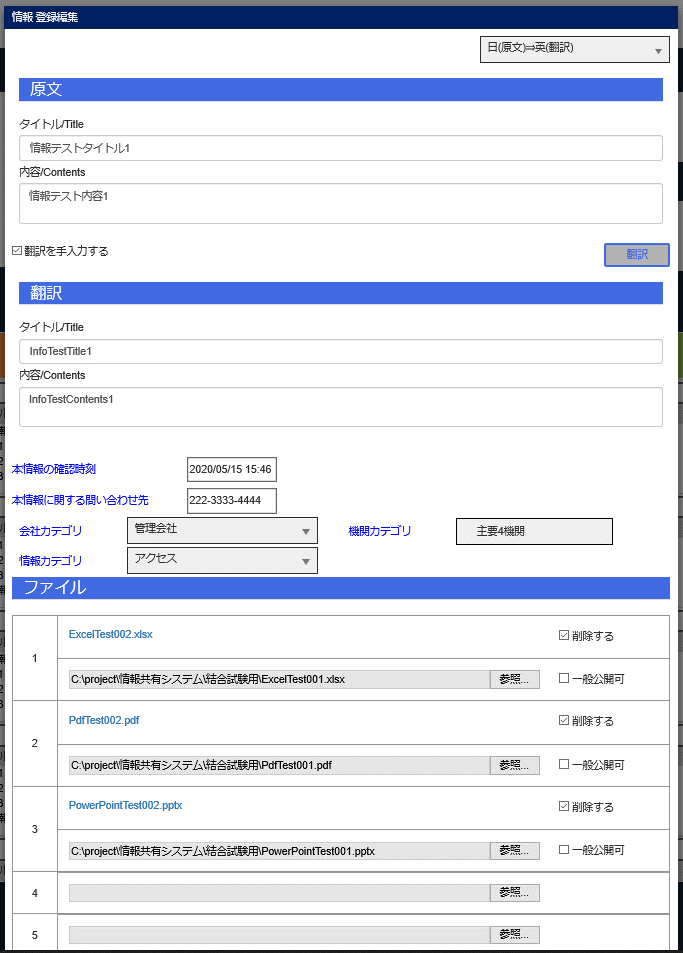 情報 登録編集
日(原文)⇒英(翻訳)
原文
タイトル/Title
情報テストタイトル1
内容/Contents
情報テスト内容1
翻訳を手入力する
翻訳
翻訳
タイトル/Title
InfoTestTitle1
内容/Contents
InfoTestContents1
本情報の確認時刻 2020/05/15 15:46
本情報に関する問い合わせ先 222-3333-4444
会社カテゴリ 管理会社 機関カテゴリ 主要4機関
情報カテゴリ アクセス
ファイル
1
ExcelTest002.xlsx 削除する
C:\project\情報共有システム\結合試験用\ExcelTest001.xlsx 参照... 一般公開可
2
PdfTest002.pdf 削除する
C:\project\情報共有システム\結合試験用\PdfTest001.pdf 参照... 一般公開可
3
PowerPointTest002.pptx 削除する
C:\project\情報共有システム\結合試験用\PowerPointTest001.pptx 参照... 一般公開可
4 参照...
5 参照...